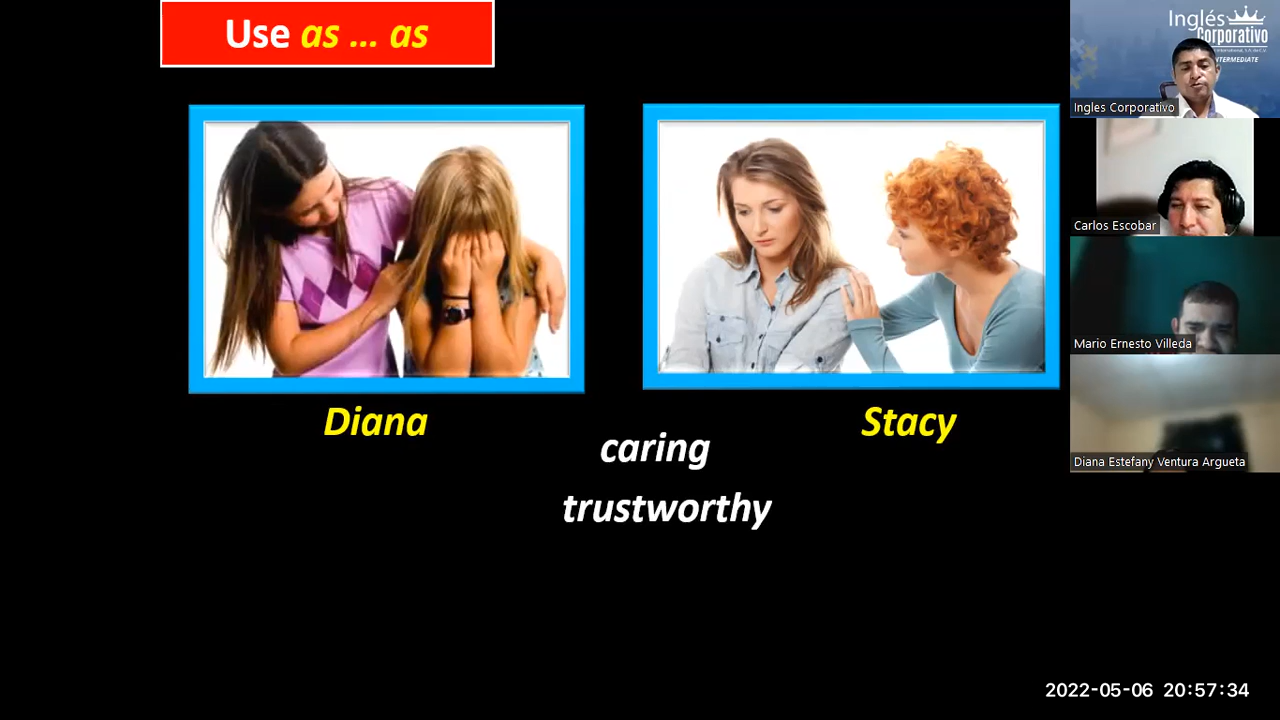 Use as ... as
Diana
Stacy
caring
trustworthy
Inglés
Corporativo
INTERMEDIATE
Ingles Corporativo
Carlos Escobar
Mario Ernesto Villeda
Diana Estefany Ventura Argueta
2022-05-06 20:57:34